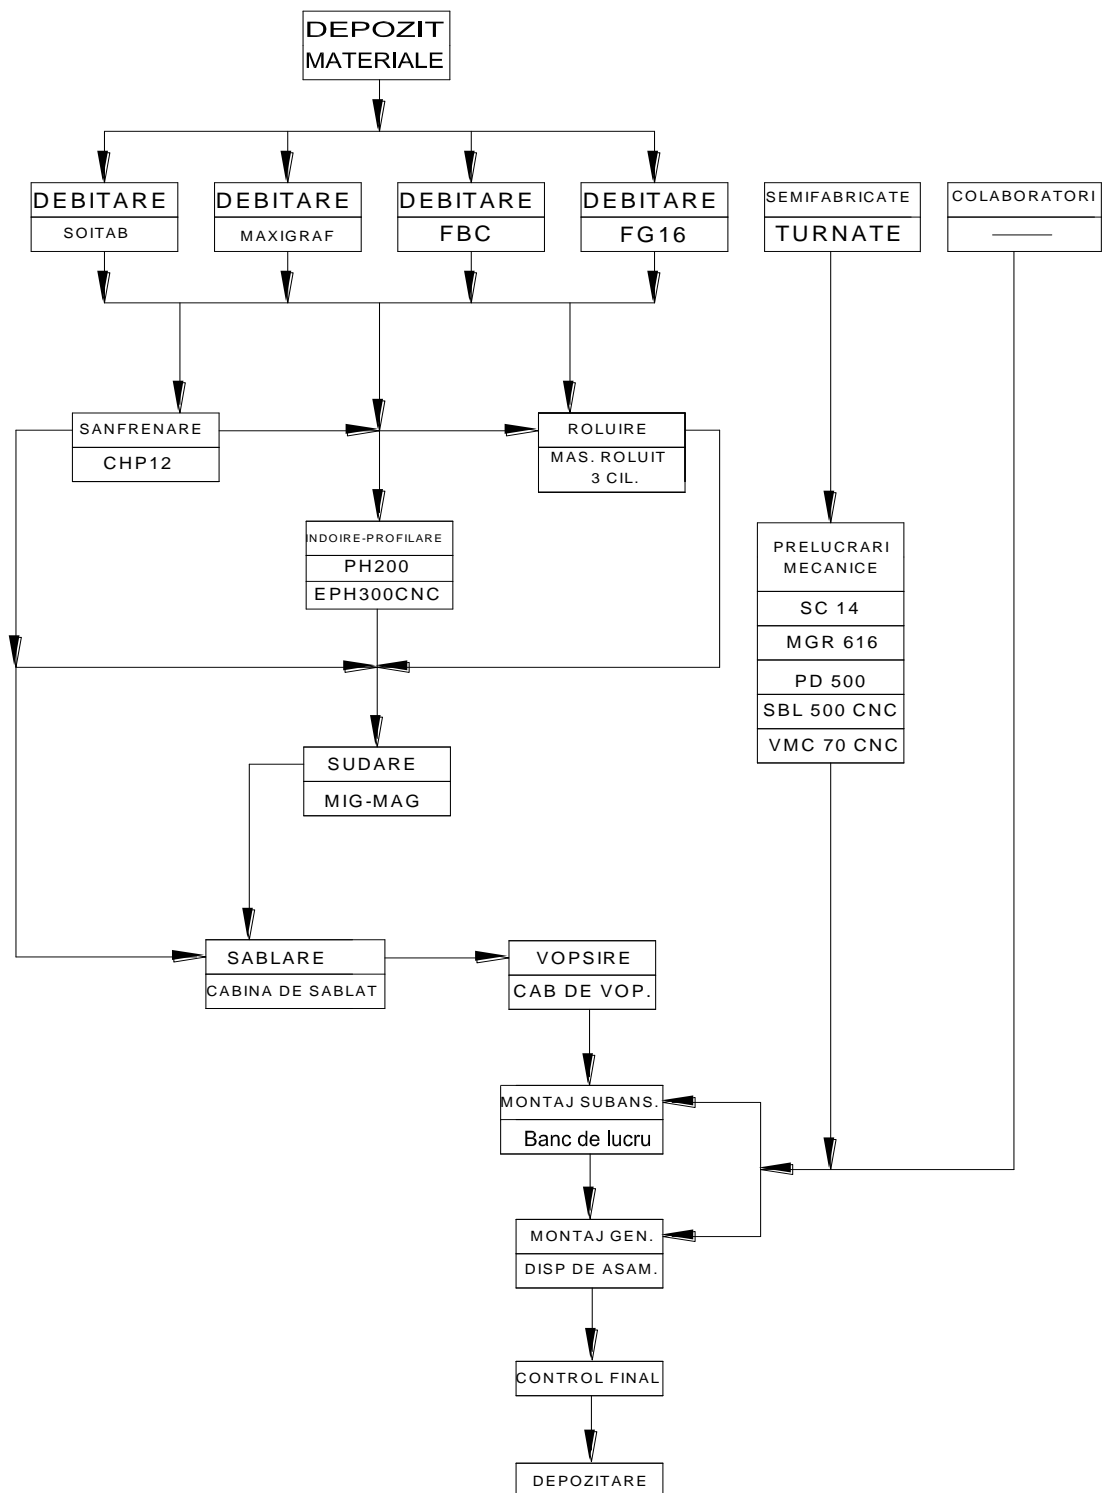 DEPOZIT
MATERIALE
DEBITARE
SOITAB
DEBITARE
MAXIGRAF
DEBITARE
FBC
DEBITARE
FG16
SEMIFABRICATE
TURNATE
COLABORATORI
SANFRENARE
CHP12
ROLUIRE
MAS. ROLUIT
3 CIL.
INDOIRE-PROFILARE
PH200
EPH300CNC
PRELUCRARI
MECANICE
SC 14
MGR 616
PD 500
SBL 500 CNC
VMC 70 CNC
SUDARE
MIG-MAG
SABLARE
CABINA DE SABLAT
VOPSIRE
CAB DE VOP.
MONTAJ SUBANS.
Banc de lucru
MONTAJ GEN.
DISP DE ASAM.
CONTROL FINAL
DEPOZITARE